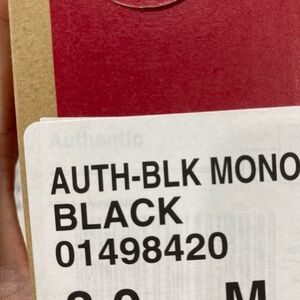 Authentic
AUTH-BLK MONO
BLACK
01498420
M